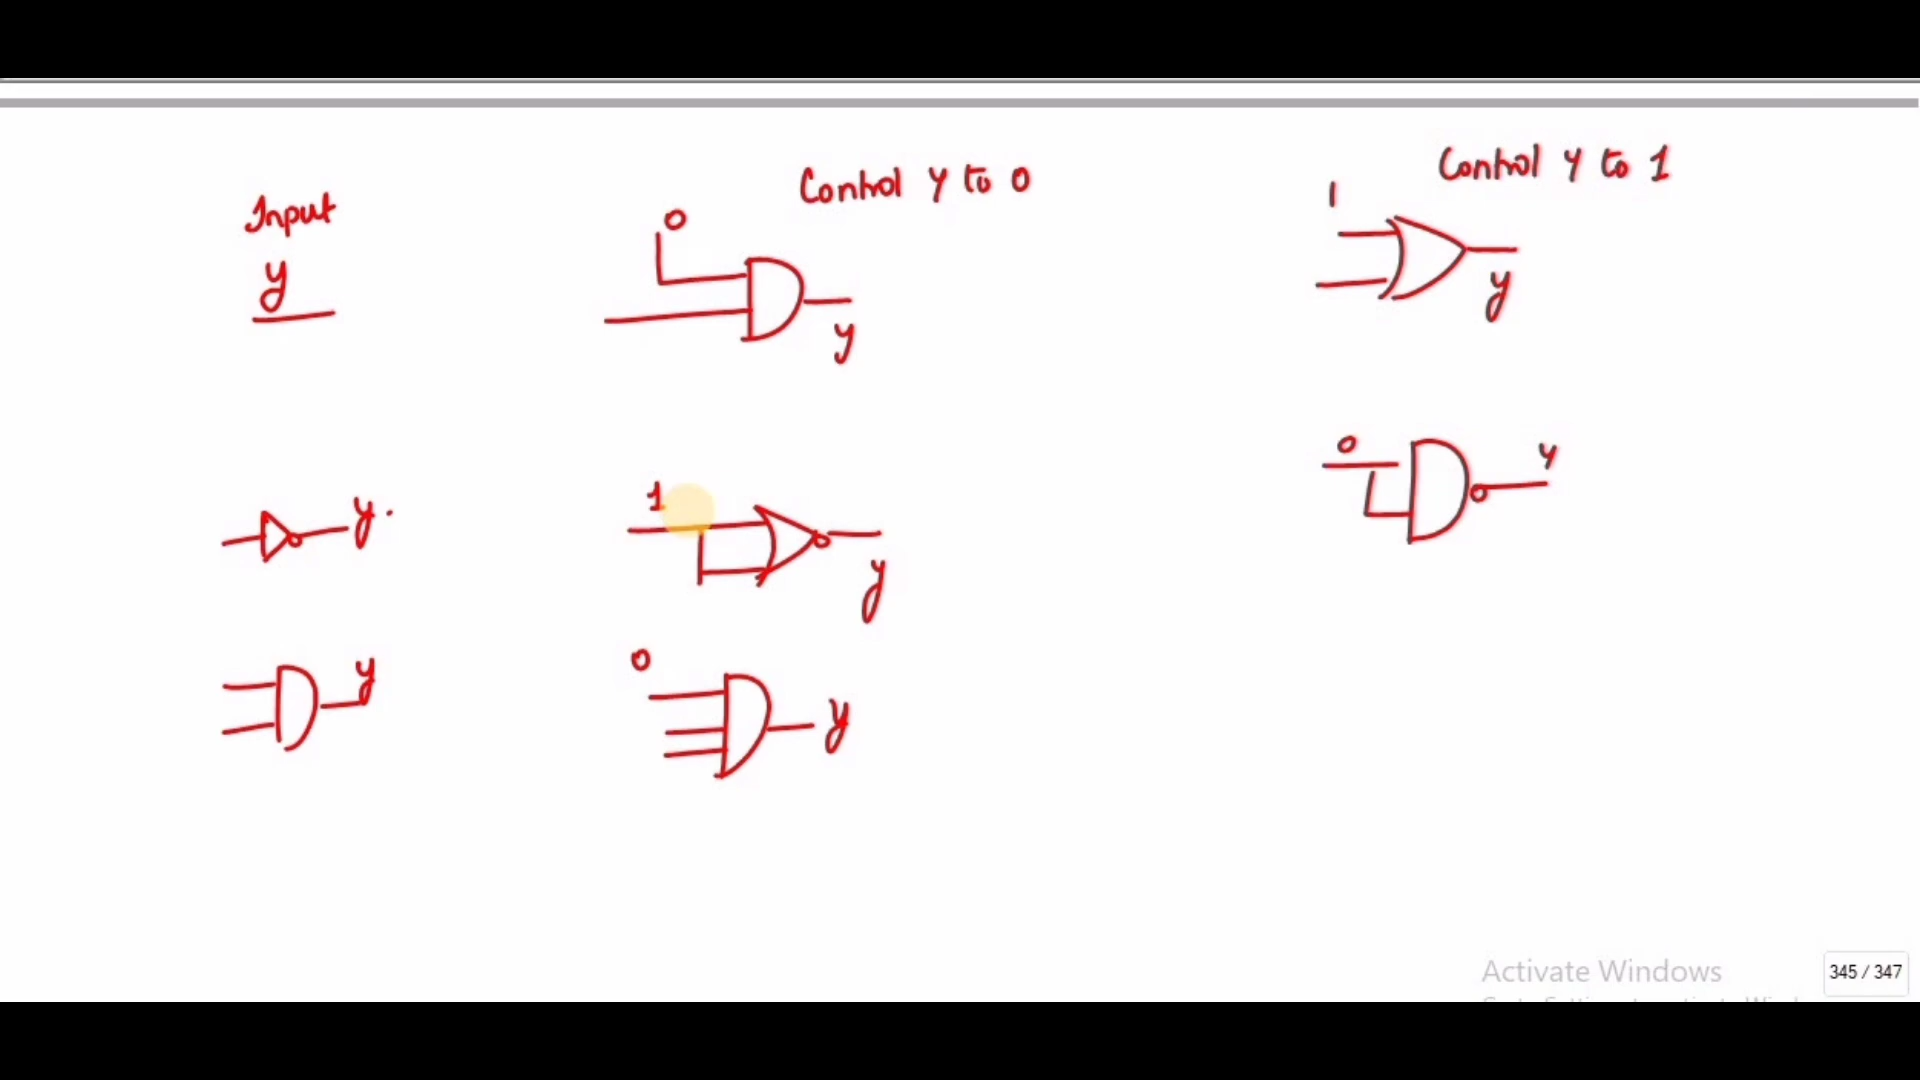 Input
y
Control y to 0
0
y
Control y to 1
1
y
y.
1
y
0
y
y
0
y
Activate Windows
345 / 347